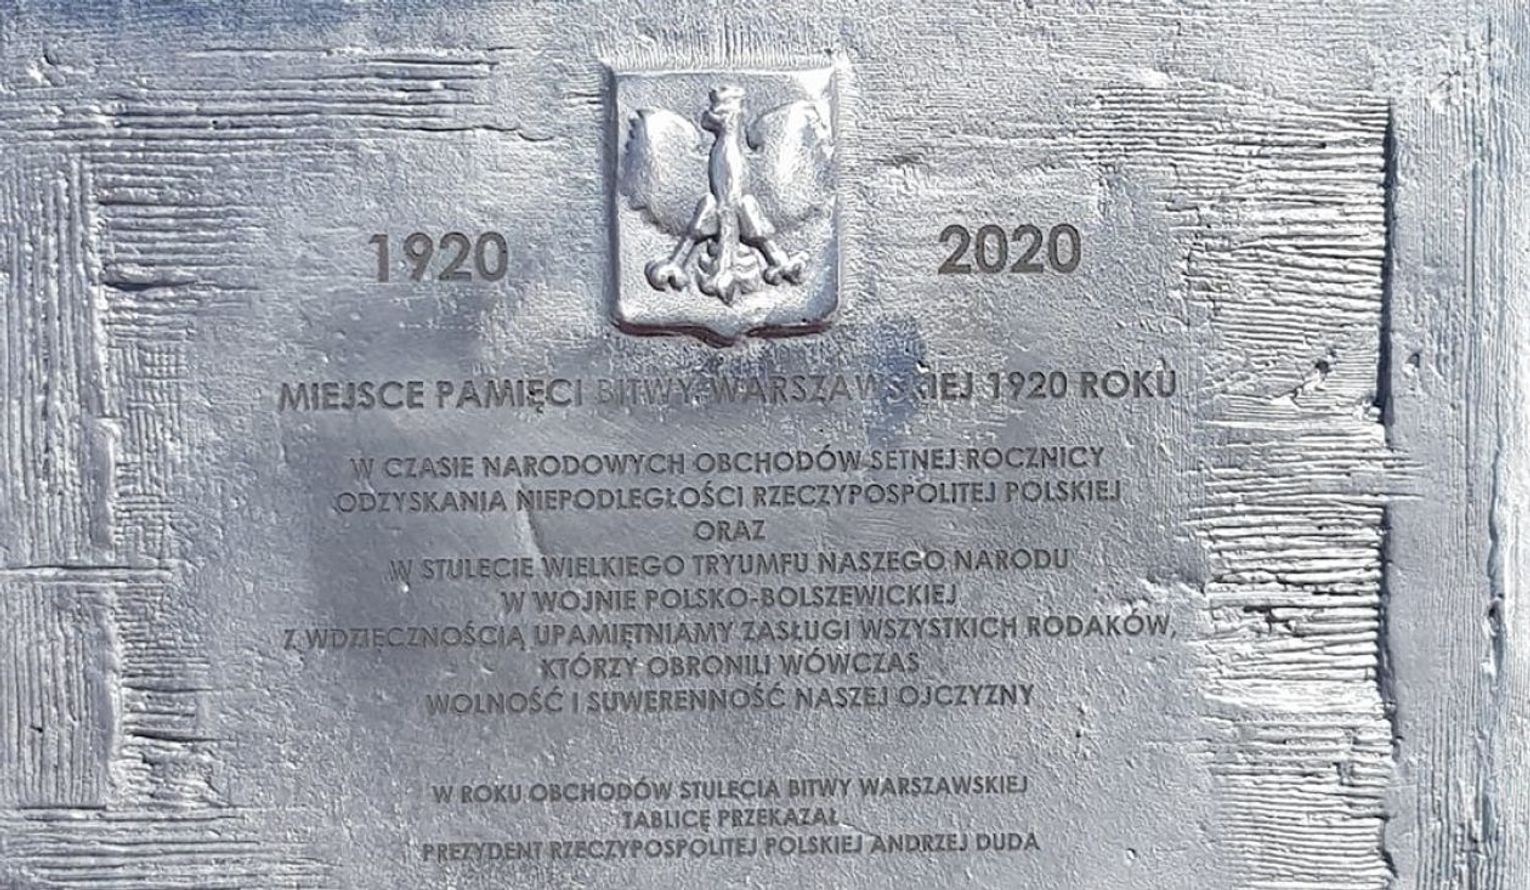 1920 2020
MIEJSCE PAMIĘCI BITWY WARSZAWSKIEJ 1920 ROKU
W CZASIE NARODOWYCH OBCHODÓW SETNEJ ROCZNICY
ODZYSKANIA NIEPODLEGŁOŚCI RZECZYPOSPOLITEJ POLSKIEJ
ORAZ
W STULECIE WIELKIEGO TRYUMFU NASZEGO NARODU
W WOJNIE POLSKO-BOLSZEWICKIEJ
Z WDZIĘCZNOŚCIĄ UPAMIĘTNIAMY ZASŁUGI WSZYSTKICH RODAKÓW,
KTÓRZY OBRONILI WÓWCZAS
WOLNOŚĆ I SUWERENNOŚĆ NASZEJ OJCZYZNY
W ROKU OBCHODÓW STULECIA BITWY WARSZAWSKIEJ
TABLICĘ PRZEKAZAŁ
PREZYDENT RZECZYPOSPOLITEJ POLSKIEJ ANDRZEJ DUDA